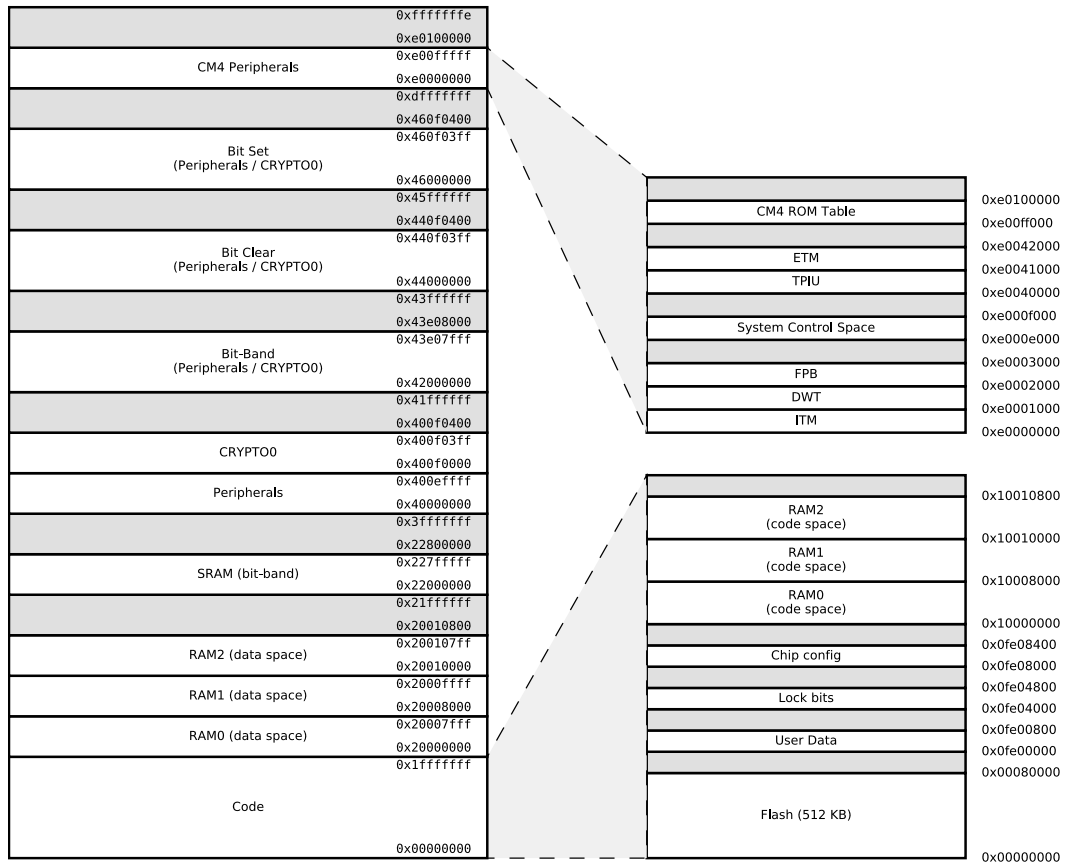 0xfffffffe
0xe0100000
0xe00fffff
CM4 Peripherals
0xe0000000
0xdfffffff
0x460f0400
0x460f03ff
Bit Set
(Peripherals / CRYPTO0)
0x46000000
0x45ffffff
0x440f0400
0x440f03ff
Bit Clear
(Peripherals / CRYPTO0)
0x44000000
0x43ffffff
0x43e08000
0x43e07fff
Bit-Band
(Peripherals / CRYPTO0)
0x42000000
0x41ffffff
0x400f0400
0x400f03ff
CRYPTO0
0x400f0000
0x400effff
Peripherals
0x40000000
0x3fffffff
0x22800000
0x227fffff
SRAM (bit-band)
0x22000000
0x21ffffff
0x20010800
0x200107ff
RAM2 (data space)
0x20010000
0x2000ffff
RAM1 (data space)
0x20008000
0x20007fff
RAM0 (data space)
0x20000000
0x1fffffff
Code
0x00000000
0xe0100000
CM4 ROM Table
0xe00ff000
0xe0042000
ETM
0xe0041000
TPIU
0xe0040000
0xe000f000
System Control Space
0xe000e000
0xe0003000
FPB
0xe0002000
DWT
0xe0001000
ITM
0xe0000000
0x10010800
RAM2
(code space)
0x10010000
RAM1
(code space)
0x10008000
RAM0
(code space)
0x10000000
0x0fe08400
Chip config
0x0fe08000
0x0fe04800
Lock bits
0x0fe04000
0x0fe00800
User Data
0x0fe00000
0x00080000
Flash (512 KB)
0x00000000